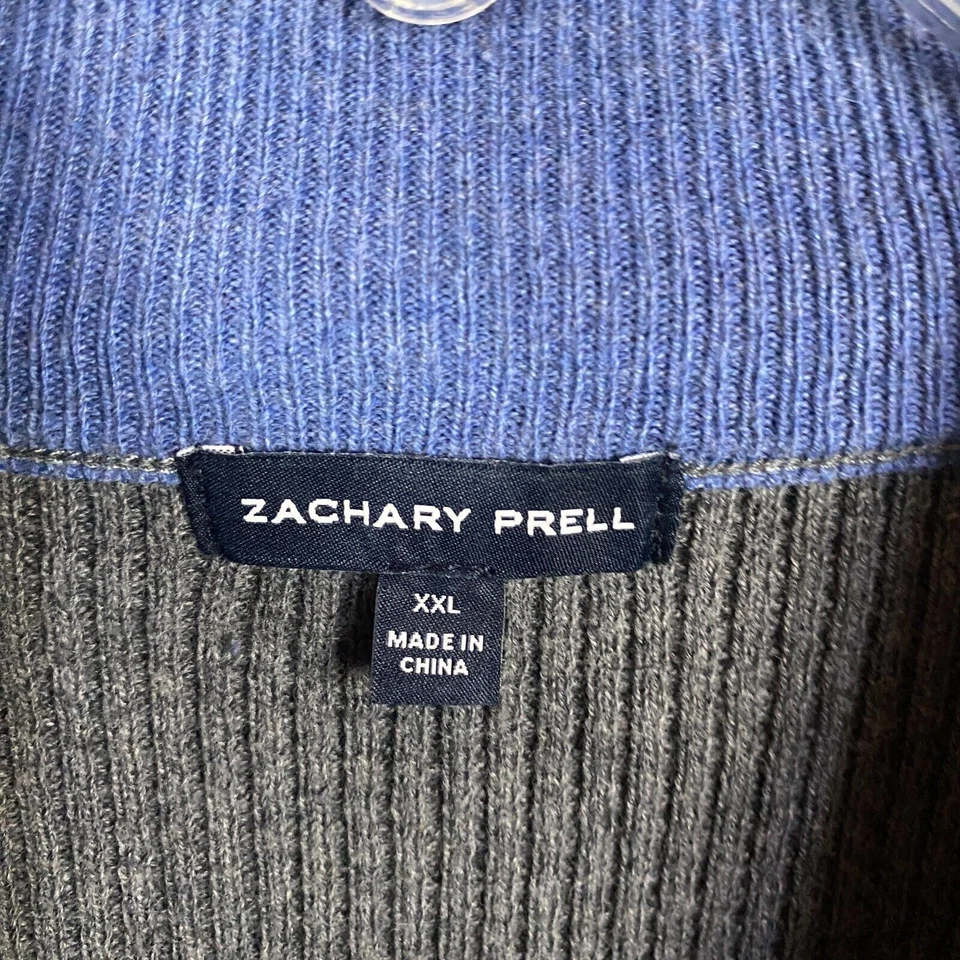 ZACHARY PRELL
XXL
MADE IN
CHINA